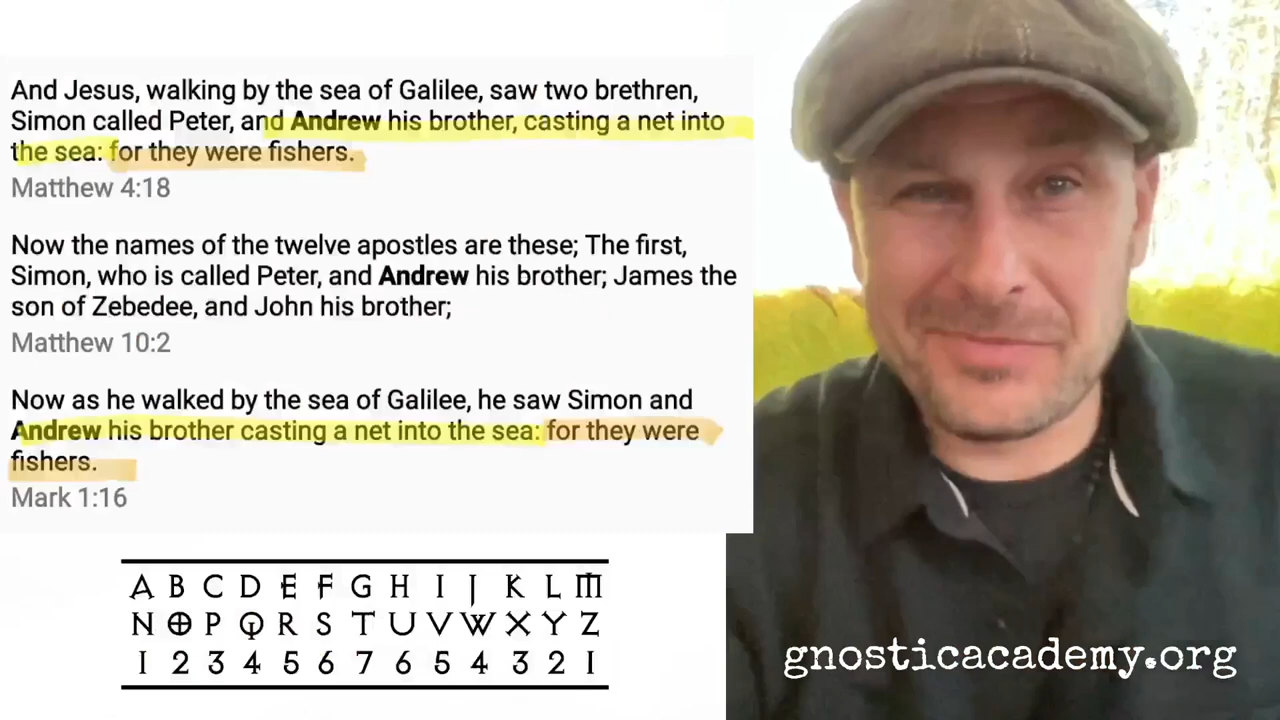 And Jesus, walking by the sea of Galilee, saw two brethren,
Simon called Peter, and Andrew his brother, casting a net into
the sea: for they were fishers.
Matthew 4:18
Now the names of the twelve apostles are these; The first,
Simon, who is called Peter, and Andrew his brother; James the
son of Zebedee, and John his brother;
Matthew 10:2
Now as he walked by the sea of Galilee, he saw Simon and
Andrew his brother casting a net into the sea: for they were
fishers.
Mark 1:16
A B C D E F G H I J K L M
N O P Q R S T U V W X Y Z
1 2 3 4 5 6 7 6 5 4 3 2 1
gnosticacademy.org